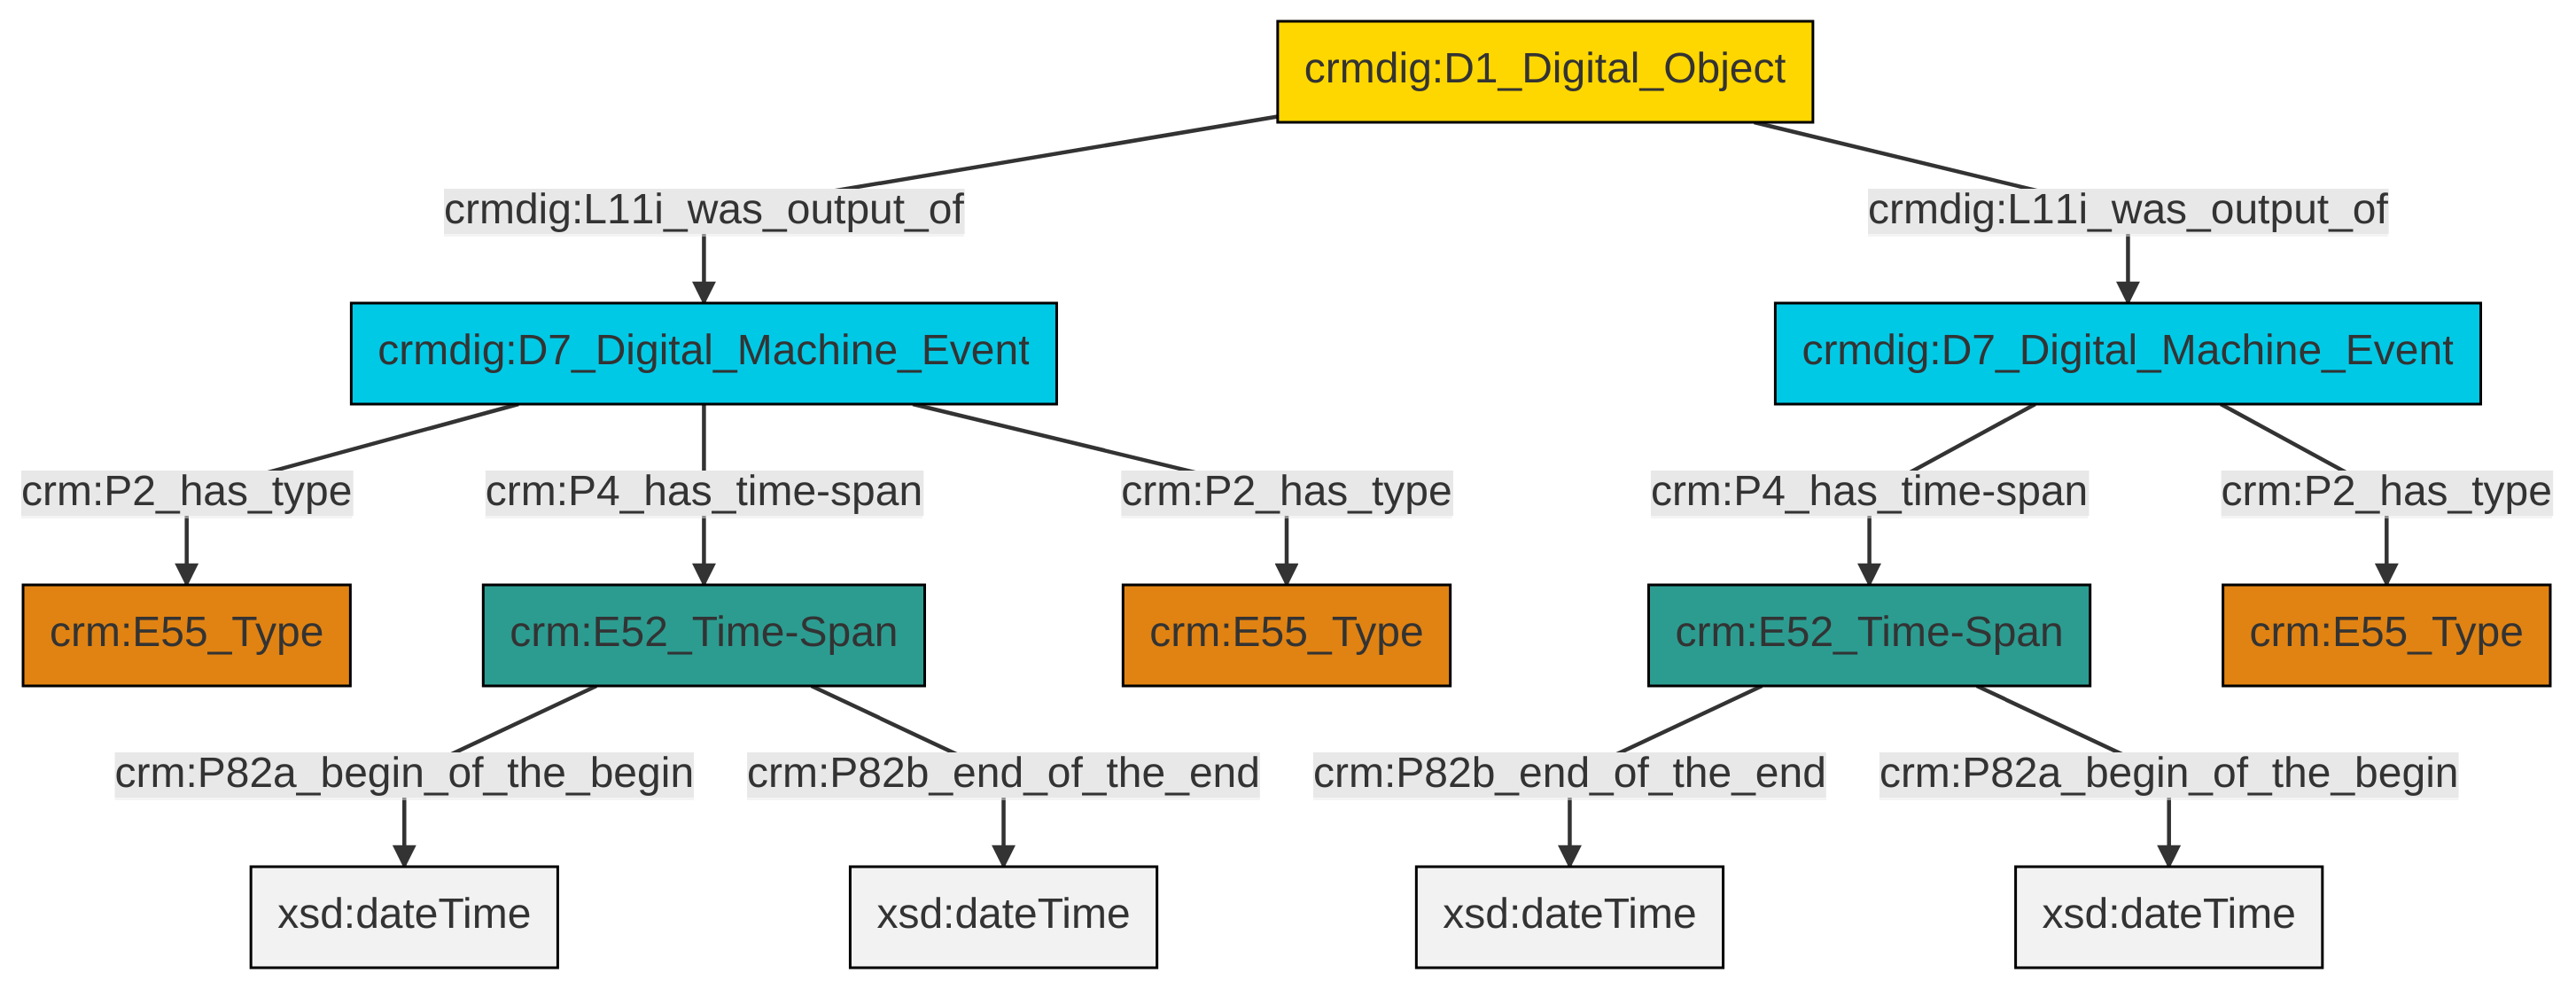 crmdig:D1_Digital_Object
crmdig:L11i_was_output_of
crmdig:L11i_was_output_of
crmdig:D7_Digital_Machine_Event
crmdig:D7_Digital_Machine_Event
crm:P2_has_type
crm:P4_has_time-span
crm:P2_has_type
crm:P4_has_time-span
crm:P2_has_type
crm:E55_Type
crm:E52_Time-Span
crm:E55_Type
crm:E52_Time-Span
crm:E55_Type
crm:P82a_begin_of_the_begin
crm:P82b_end_of_the_end
crm:P82b_end_of_the_end
crm:P82a_begin_of_the_begin
xsd:dateTime
xsd:dateTime
xsd:dateTime
xsd:dateTime